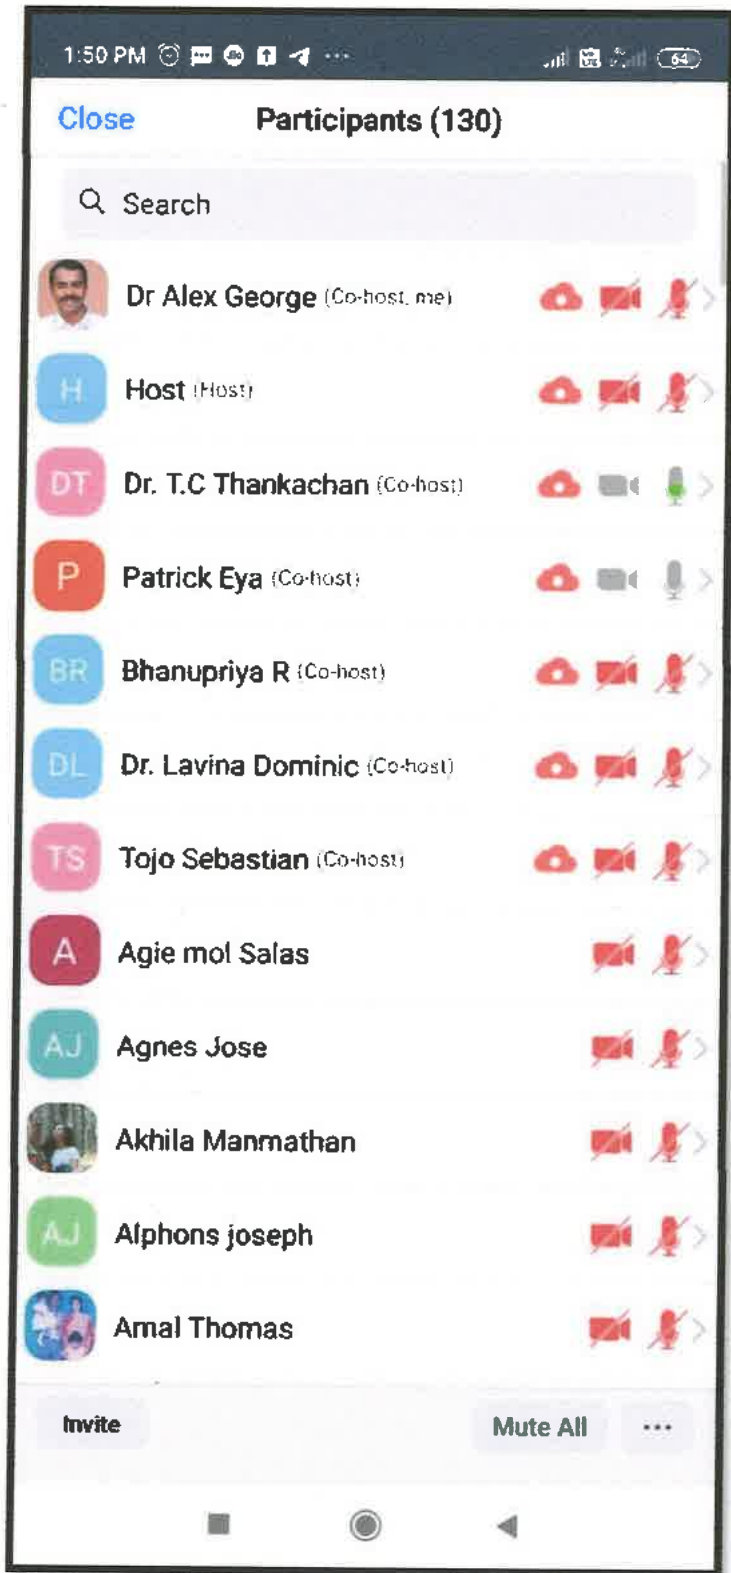 1:50 PM ... 64
Close Participants (130)
Search
Dr Alex George (Co-host, me)
H Host (Host)
DT Dr. T.C Thankachan (Co-host)
P Patrick Eya (Co-host)
BR Bhanupriya R (Co-host)
DL Dr. Lavina Dominic (Co-host)
TS Tojo Sebastian (Co-host)
A Agie mol Salas
AJ Agnes Jose
Akhila Manmathan
AJ Alphons joseph
Amal Thomas
Invite Mute All ...